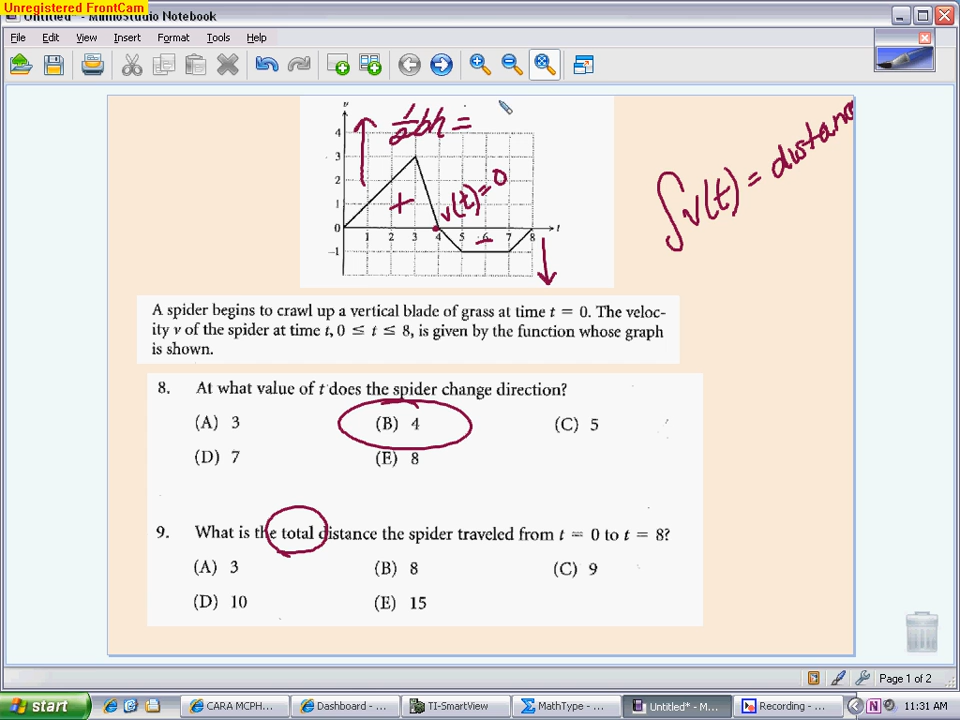 Unregistered FrontCam
Untitled* - MimioStudio Notebook
File Edit View Insert Format Tools Help
v
4
3
2
1
0
-1
1 2 3 4 5 6 7 8 t
1/2 bh =
+
v(t) = 0
−
∫v(t) = distance
A spider begins to crawl up a vertical blade of grass at time t = 0. The veloc-
ity v of the spider at time t, 0 ≤ t ≤ 8, is given by the function whose graph
is shown.
8. At what value of t does the spider change direction?
(A) 3 (B) 4 (C) 5
(D) 7 (E) 8
9. What is the total distance the spider traveled from t = 0 to t = 8?
(A) 3 (B) 8 (C) 9
(D) 10 (E) 15
Page 1 of 2
start CARA MCPH... Dashboard - ... TI-SmartView MathType - ... Untitled* - M... Recording - ... N 11:31 AM